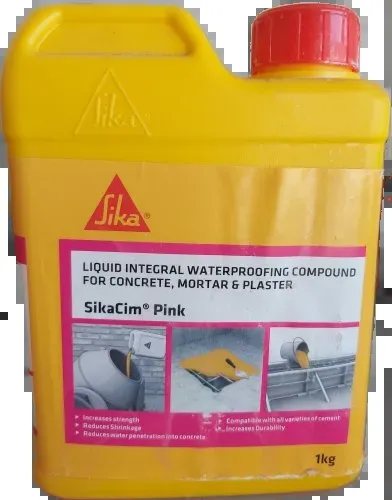 Sika
Sika®
LIQUID INTEGRAL WATERPROOFING COMPOUND
FOR CONCRETE, MORTAR & PLASTER
SikaCim® Pink
Increases strength
Reduces Shrinkage
Reduces water penetration into concrete
Compatible with all varieties of cement
Increases Durability
1kg